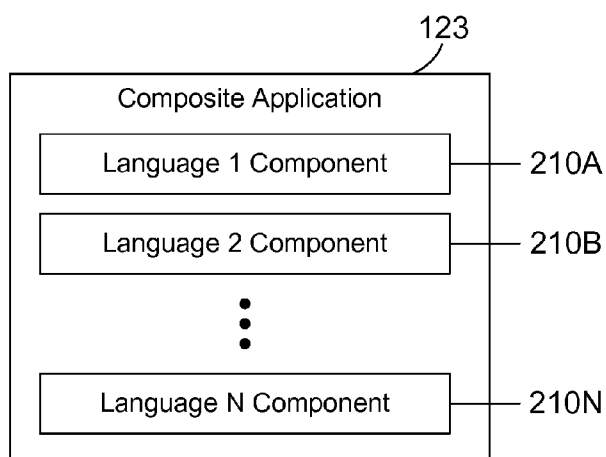 123
Composite Application
Language 1 Component
210A
Language 2 Component
210B
Language N Component
210N